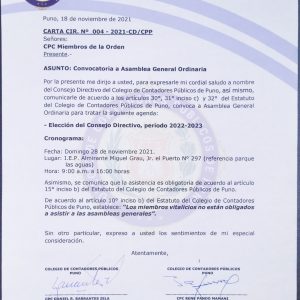 Puno, 18 de noviembre de 2021
CARTA CIR. Nº 004 - 2021-CD/CPP
Señores:
CPC Miembros de la Orden
Presente.-
ASUNTO: Convocatoria a Asamblea General Ordinaria
Por la presente me dirijo a usted, para expresarle mi cordial saludo a nombre
del Consejo Directivo del Colegio de Contadores Públicos de Puno, así mismo,
comunicarle de acuerdo a los artículos 30°, 31° inciso c) y 32° del Estatuto
del Colegio de Contadores Públicos de Puno, convoca a Asamblea General Ordinaria
para tratar la siguiente agenda:
- Elección del Consejo Directivo, periodo 2022-2023
Cronograma:
Fecha: Domingo 28 de noviembre 2021.
Lugar: I.E.P. Almirante Miguel Grau, Jr. el Puerto N° 297 (referencia parque
las aguas)
Hora: 9:00 a.m. a 16:00 horas
Asimismo, se comunica que la asistencia es obligatoria de acuerdo al artículo
15° inciso b) del Estatuto del Colegio de Contadores Públicos de Puno.
De acuerdo al artículo 10° inciso b) del Estatuto del Colegio de Contadores
Públicos de Puno, establece: "Los miembros vitalicios no están obligados
a asistir a las asambleas generales".
Sin otro particular, expreso a usted los sentimientos de mi especial
consideración.
Atentamente,
COLEGIO DE CONTADORES PÚBLICOS
DE PUNO
COLEGIO DE CONTADORES PÚBLICOS
DE PUNO